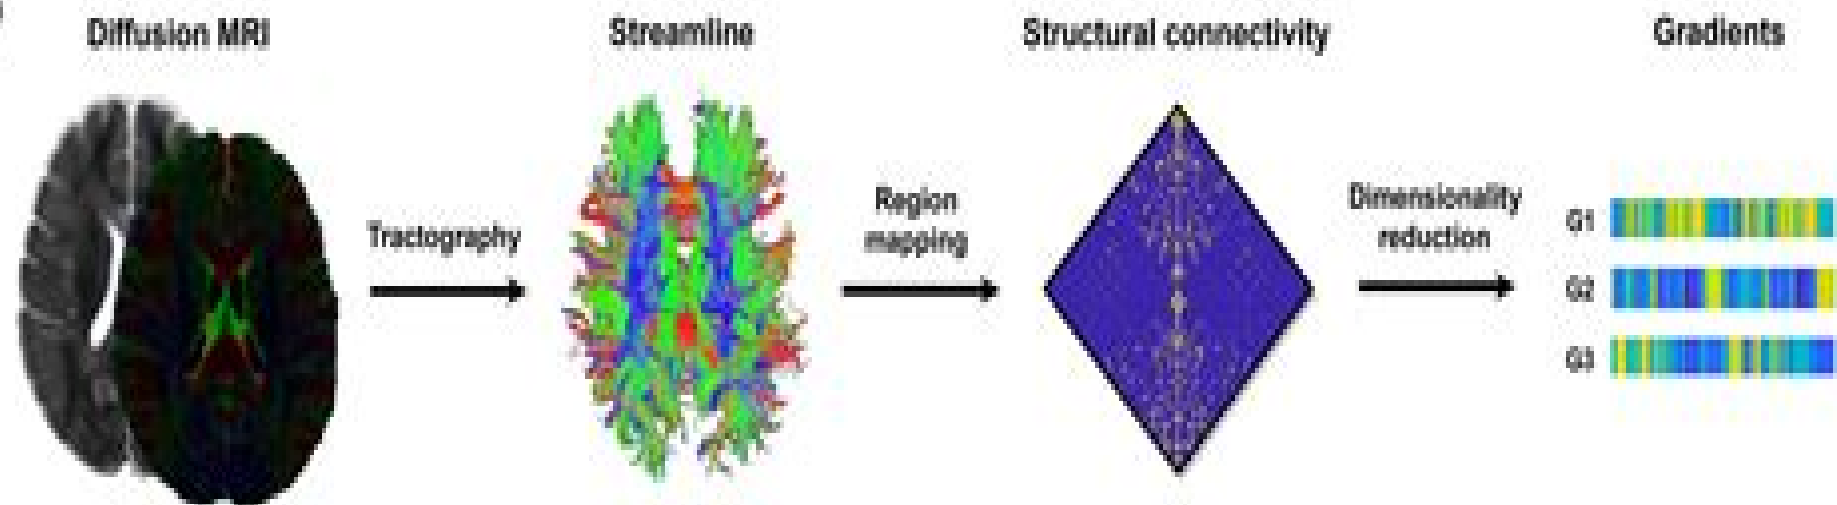 Diffusion MRI
Streamline
Structural connectivity
Gradients
Tractography
Region
mapping
Dimensionality
reduction
G1
G2
G3